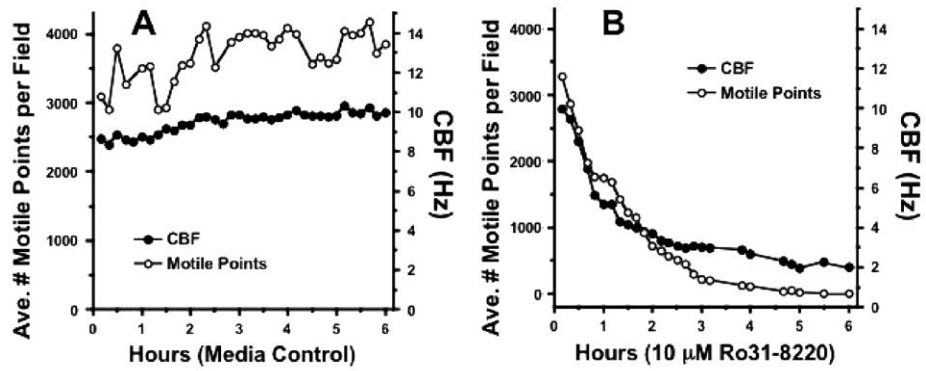 A
Ave. # Motile Points per Field
4000
3000
2000
1000
0
14
12
10
8
6
4
2
0
CBF (Hz)
CBF
Motile Points
0 1 2 3 4 5 6
Hours (Media Control)
B
Ave. # Motile Points per Field
4000
3000
2000
1000
0
14
12
10
8
6
4
2
0
CBF (Hz)
CBF
Motile Points
0 1 2 3 4 5 6
Hours (10 μM Ro31-8220)